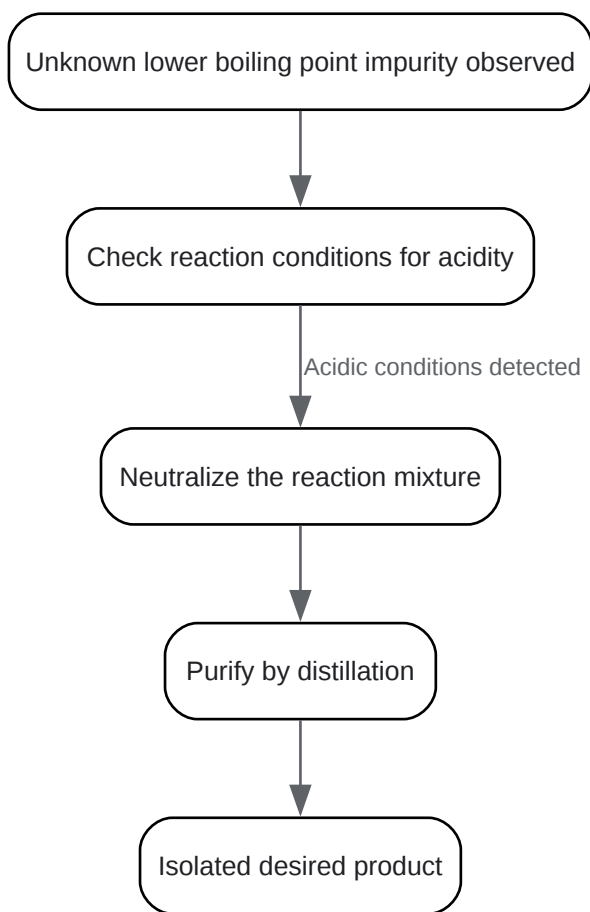 Unknown lower boiling point impurity observed
Check reaction conditions for acidity
Acidic conditions detected
Neutralize the reaction mixture
Purify by distillation
Isolated desired product